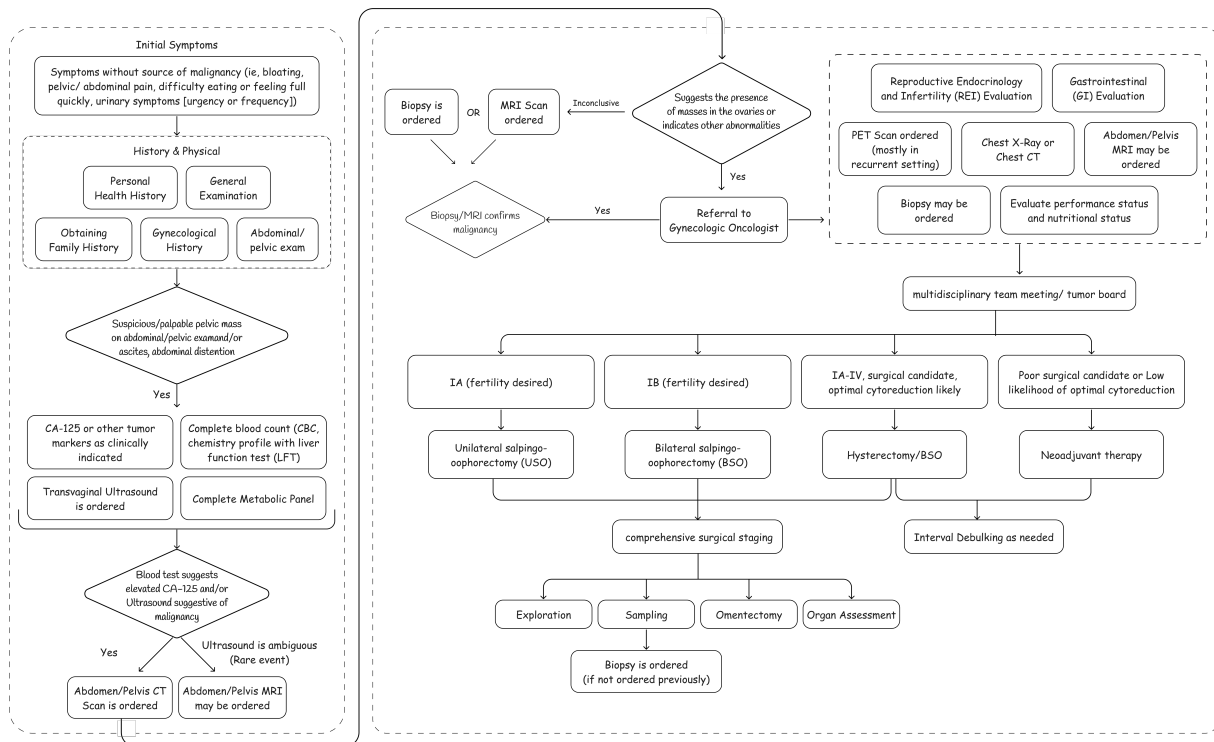 Initial Symptoms
Symptoms without source of malignancy (ie, bloating,
pelvic/ abdominal pain, difficulty eating or feeling full
quickly, urinary symptoms [urgency or frequency])
History & Physical
Personal
Health History
General
Examination
Obtaining
Family History
Gynecological
History
Abdominal/
pelvic exam
Suspicious/palpable pelvic mass
on abdominal/pelvic examand/or
ascites, abdominal distention
Yes
CA-125 or other tumor
markers as clinically
indicated
Complete blood count (CBC,
chemistry profile with liver
function test (LFT)
Transvaginal Ultrasound
is ordered
Complete Metabolic Panel
Blood test suggests
elevated CA-125 and/or
Ultrasound suggestive of
malignancy
Yes
Ultrasound is ambiguous
(Rare event)
Abdomen/Pelvis CT
Scan is ordered
Abdomen/Pelvis MRI
may be ordered
Suggests the presence
of masses in the ovaries or
indicates other abnormalities
Inconclusive
MRI Scan
ordered
OR
Biopsy is
ordered
Biopsy/MRI confirms
malignancy
Yes
Yes
Referral to
Gynecologic Oncologist
Reproductive Endocrinology
and Infertility (REI) Evaluation
Gastrointestinal
(GI) Evaluation
PET Scan ordered
(mostly in
recurrent setting)
Chest X-Ray or
Chest CT
Abdomen/Pelvis
MRI may be
ordered
Biopsy may be
ordered
Evaluate performance status
and nutritional status
multidisciplinary team meeting/ tumor board
IA (fertility desired)
IB (fertility desired)
IA-IV, surgical candidate,
optimal cytoreduction likely
Poor surgical candidate or Low
likelihood of optimal cytoreduction
Unilateral salpingo-
oophorectomy (USO)
Bilateral salpingo-
oophorectomy (BSO)
Hysterectomy/BSO
Neoadjuvant therapy
comprehensive surgical staging
Interval Debulking as needed
Exploration
Sampling
Omentectomy
Organ Assessment
Biopsy is ordered
(if not ordered previously)